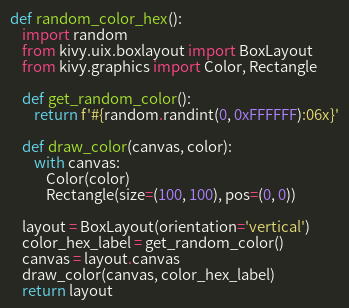 def random_color_hex():
    import random
    from kivy.uix.boxlayout import BoxLayout
    from kivy.graphics import Color, Rectangle

    def get_random_color():
        return f'#{random.randint(0, 0xFFFFFF):06x}'

    def draw_color(canvas, color):
        with canvas:
            Color(color)
            Rectangle(size=(100, 100), pos=(0, 0))

    layout = BoxLayout(orientation='vertical')
    color_hex_label = get_random_color()
    canvas = layout.canvas
    draw_color(canvas, color_hex_label)
    return layout